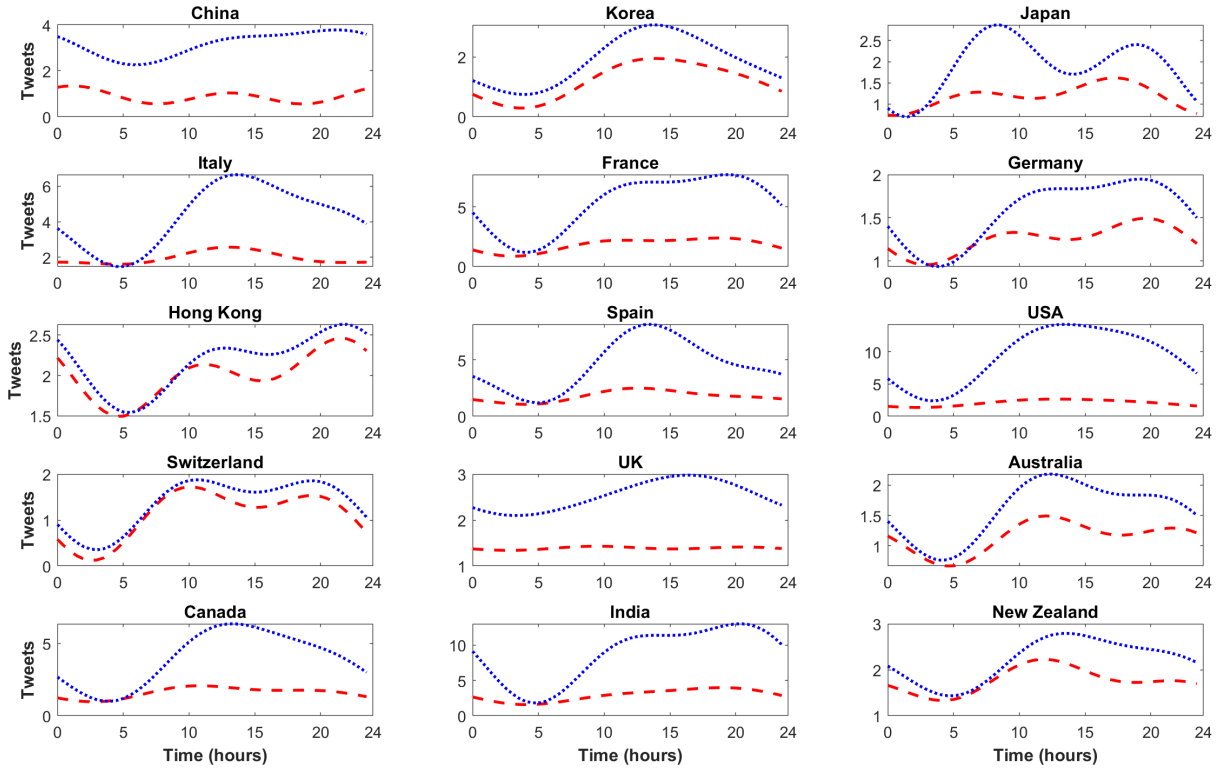 China Korea Japan
4 2.5
Tweets 2 2 2
1.5
1
0 0
0 5 10 15 20 24 0 5 10 15 20 24 0 5 10 15 20 24
Italy France Germany
6 2
Tweets 4 5 1.5
2 0 1
0 5 10 15 20 24 0 5 10 15 20 24 0 5 10 15 20 24
Hong Kong Spain USA
2.5 10
Tweets 2 5 5
1.5 0 0
0 5 10 15 20 24 0 5 10 15 20 24 0 5 10 15 20 24
Switzerland UK Australia
2 3 2
Tweets 1 2 1.5
0 1 1
0 5 10 15 20 24 0 5 10 15 20 24 0 5 10 15 20 24
Canada India New Zealand
5 10 3
Tweets 5 2
0 0 1
0 5 10 15 20 24 0 5 10 15 20 24 0 5 10 15 20 24
Time (hours) Time (hours) Time (hours)